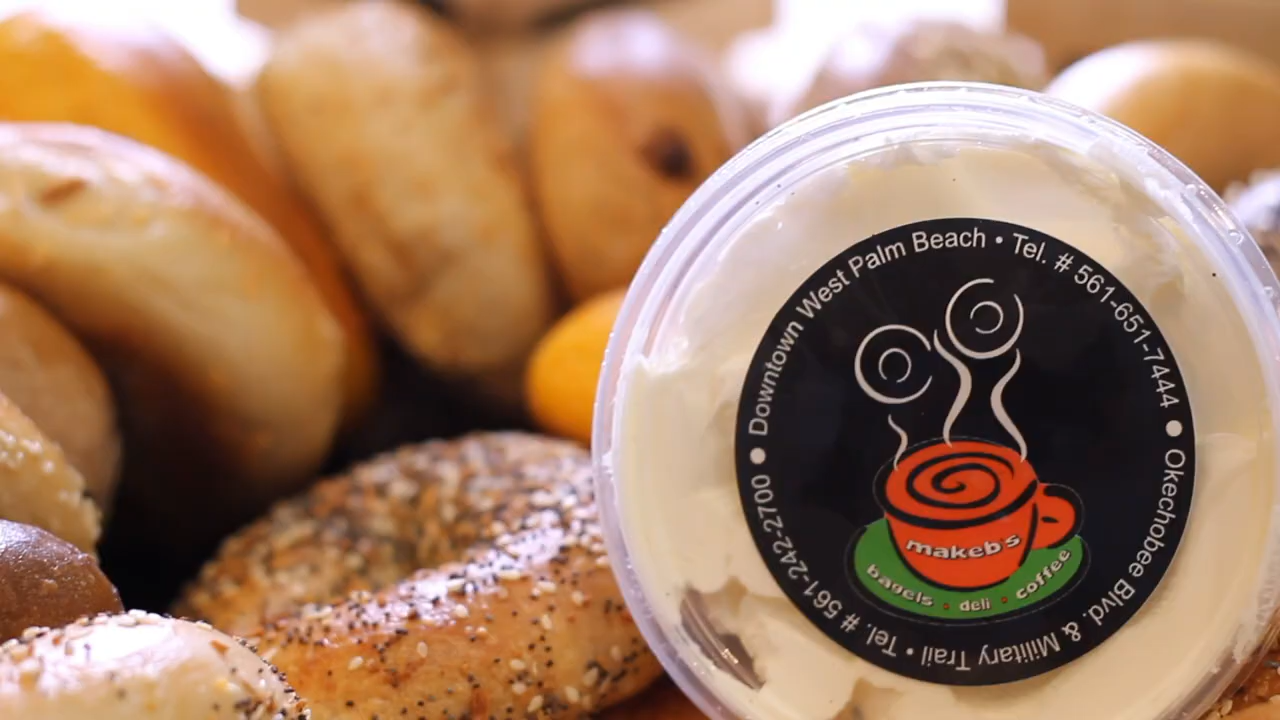 Downtown West Palm Beach • Tel. # 561-651-7444
Okechobee Blvd. & Military Trail • Tel. # 561-242-2700
makeb's
bagels • deli • coffee